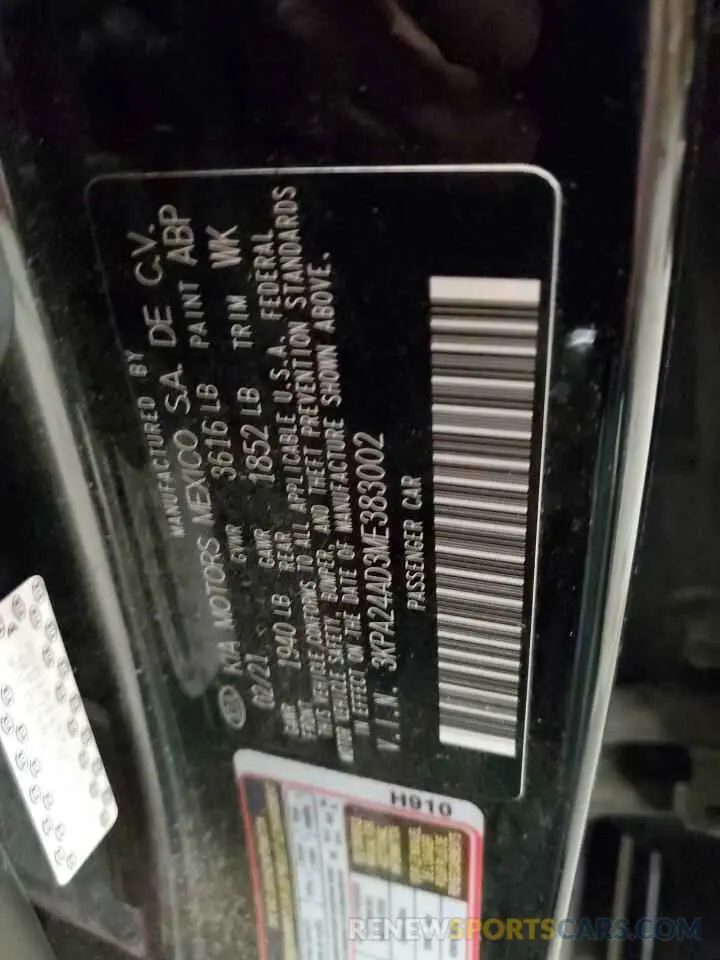 MANUFACTURED BY
KIA MOTORS MEXICO S.A. DE C.V.
02/21 GVWR 3616 LB PAINT ABP
1940 LB GAWR REAR 1852 LB TRIM WK
THIS VEHICLE CONFORMS TO ALL APPLICABLE U.S.A. FEDERAL
MOTOR VEHICLE SAFETY, BUMPER, AND THEFT PREVENTION STANDARDS
IN EFFECT ON THE DATE OF MANUFACTURE SHOWN ABOVE.
V.I.N. 3KPA24AD3ME383002
PASSENGER CAR
H910
RENEWSPORTSCARS.COM